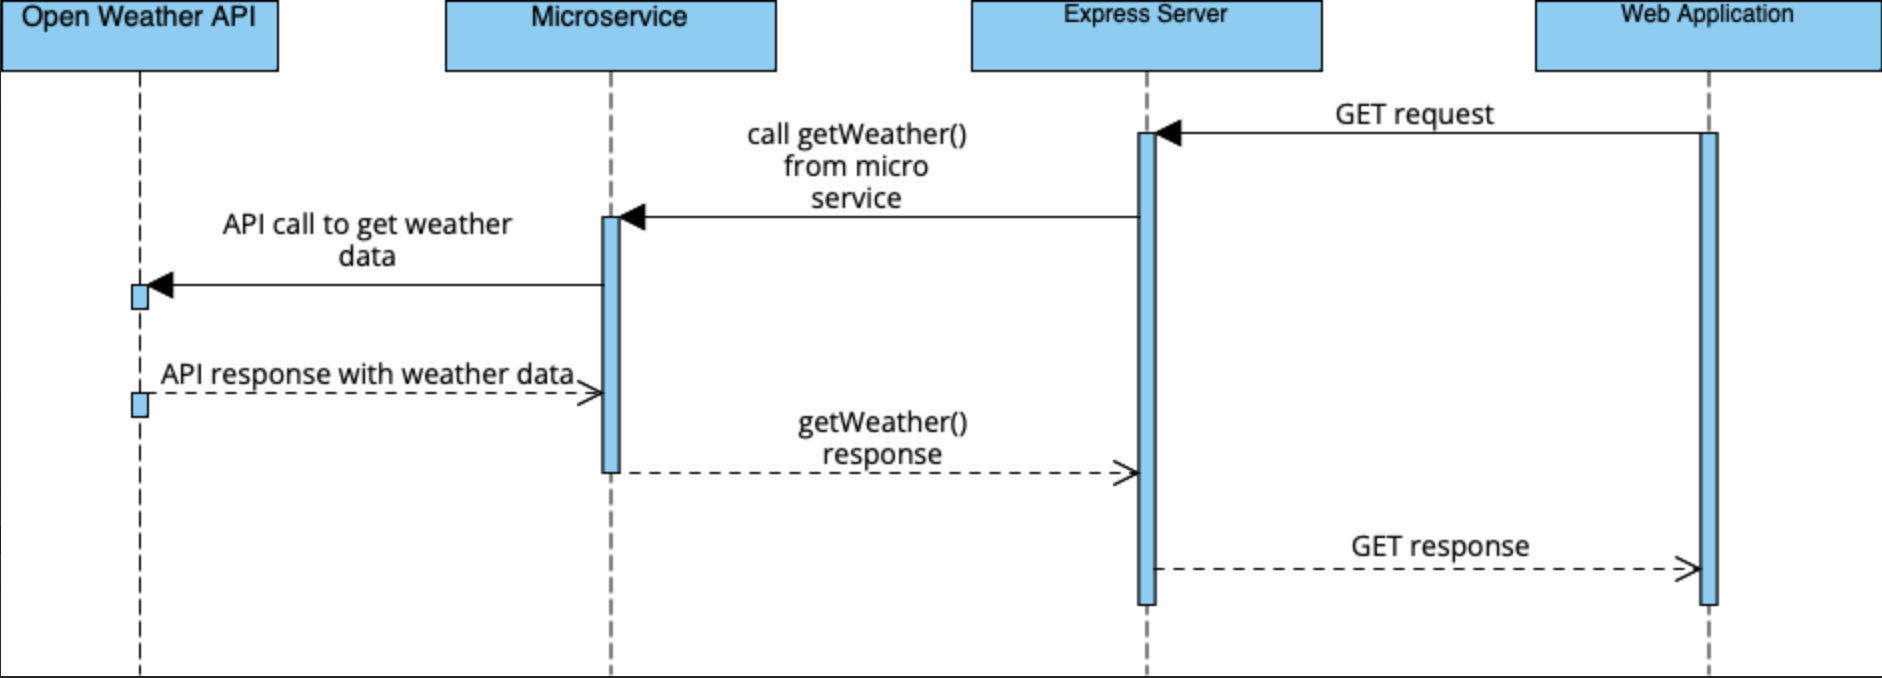 Open Weather API
Microservice
Express Server
Web Application
GET request
call getWeather()
from micro
service
API call to get weather
data
API response with weather data
getWeather()
response
GET response